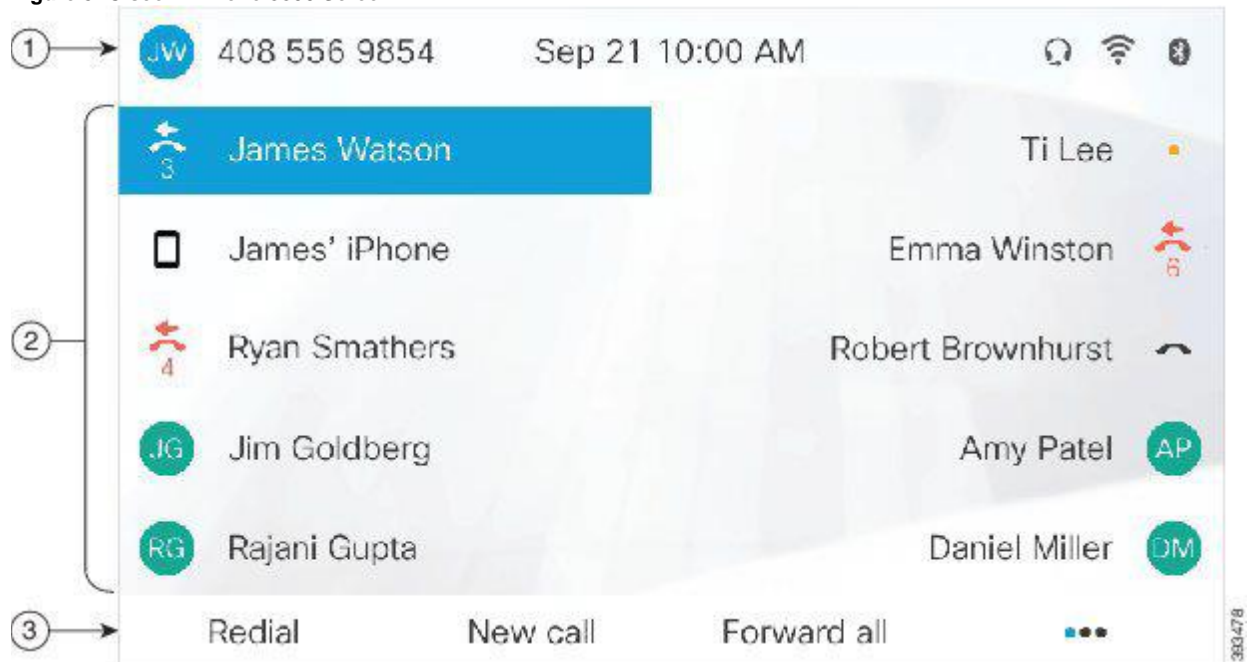 1
JW 408 556 9854 Sep 21 10:00 AM
3 James Watson Ti Lee
James' iPhone Emma Winston 6
2
4 Ryan Smathers Robert Brownhurst
JG Jim Goldberg Amy Patel AP
RG Rajani Gupta Daniel Miller DM
3 Redial New call Forward all
393478